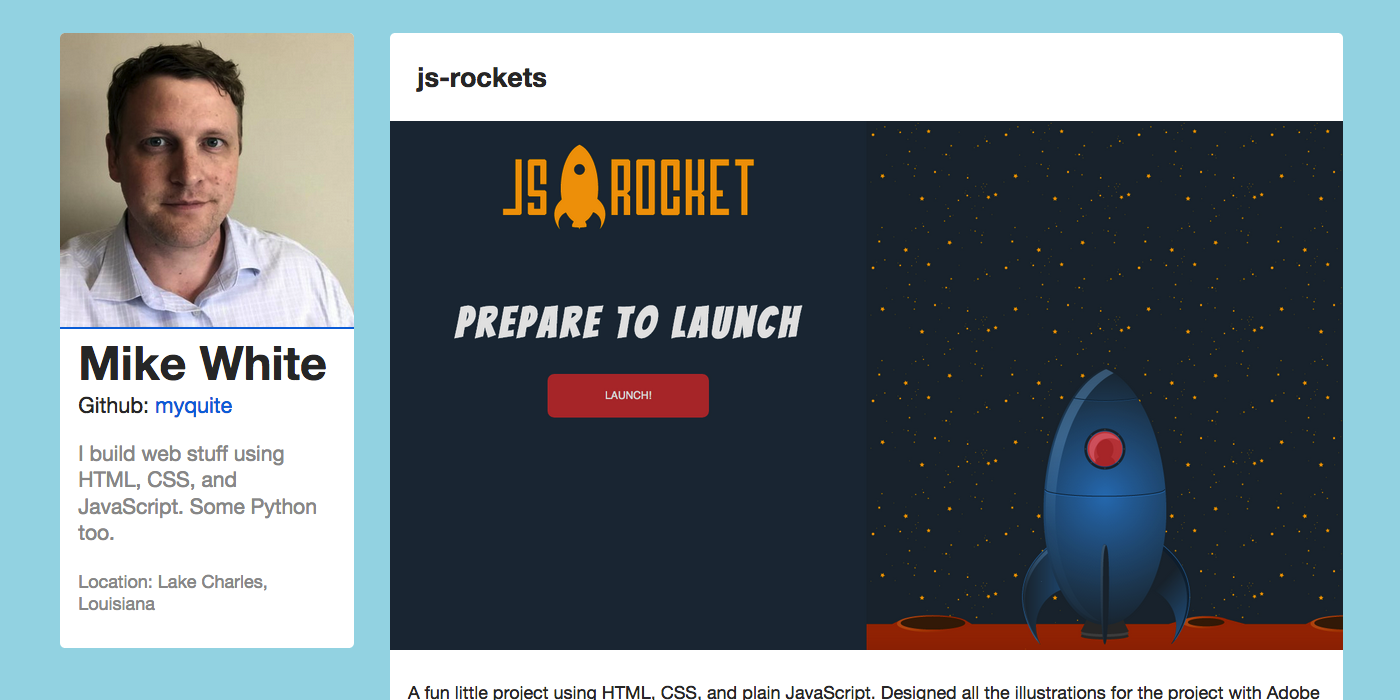 Mike White
Github: myquite
I build web stuff using
HTML, CSS, and
JavaScript. Some Python
too.
Location: Lake Charles,
Louisiana
js-rockets
JS ROCKET
PREPARE TO LAUNCH
LAUNCH!
A fun little project using HTML, CSS, and plain JavaScript. Designed all the illustrations for the project with Adobe